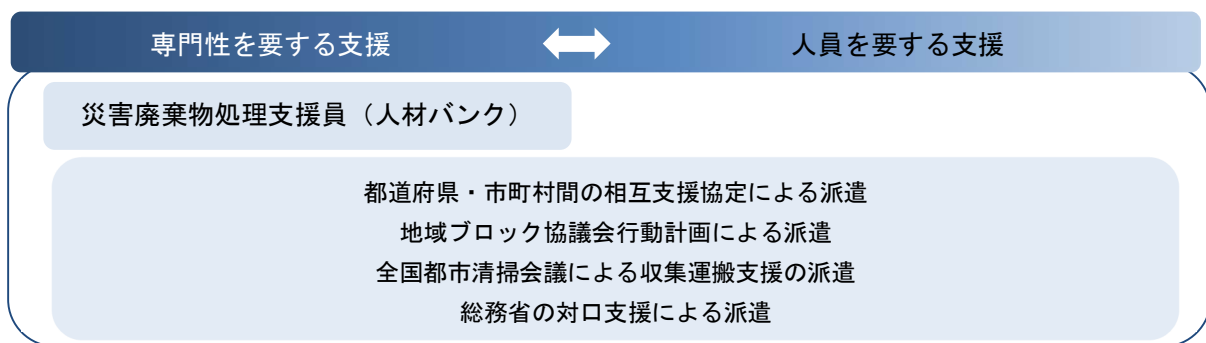 専門性を要する支援
人員を要する支援
災害廃棄物処理支援員（人材バンク）
都道府県・市町村間の相互支援協定による派遣
地域ブロック協議会行動計画による派遣
全国都市清掃会議による収集運搬支援の派遣
総務省の対口支援による派遣